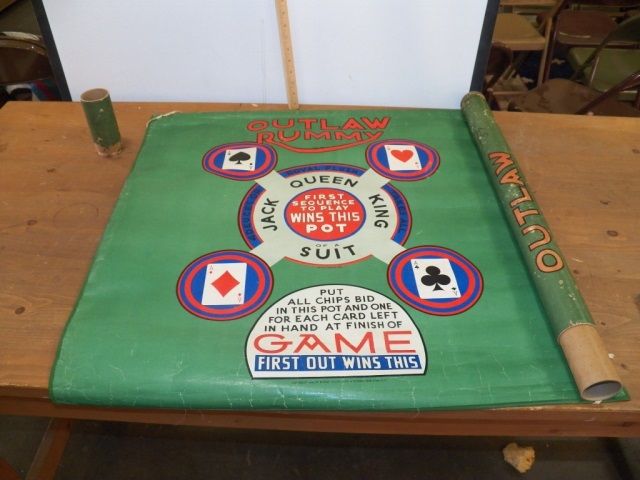 OUTLAW
RUMMY
JACK QUEEN KING
FIRST
SEQUENCE
TO PLAY
WINS THIS
POT
OF A
SUIT
PUT
ALL CHIPS BID
IN THIS POT AND ONE
FOR EACH CARD LEFT
IN HAND AT FINISH OF
GAME
FIRST OUT WINS THIS
OUTLAW